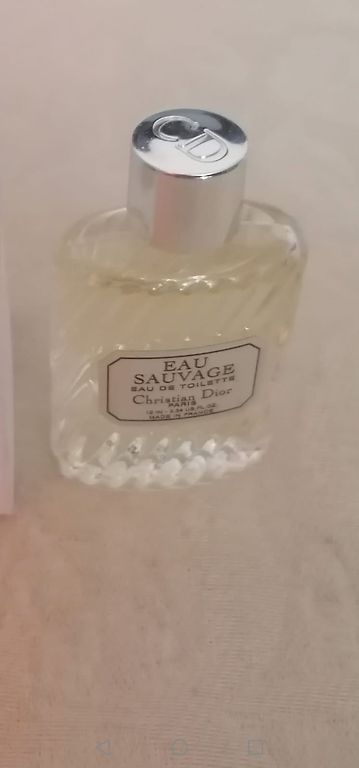 CD
EAU
SAUVAGE
EAU DE TOILETTE
Christian Dior
PARIS
MADE IN FRANCE